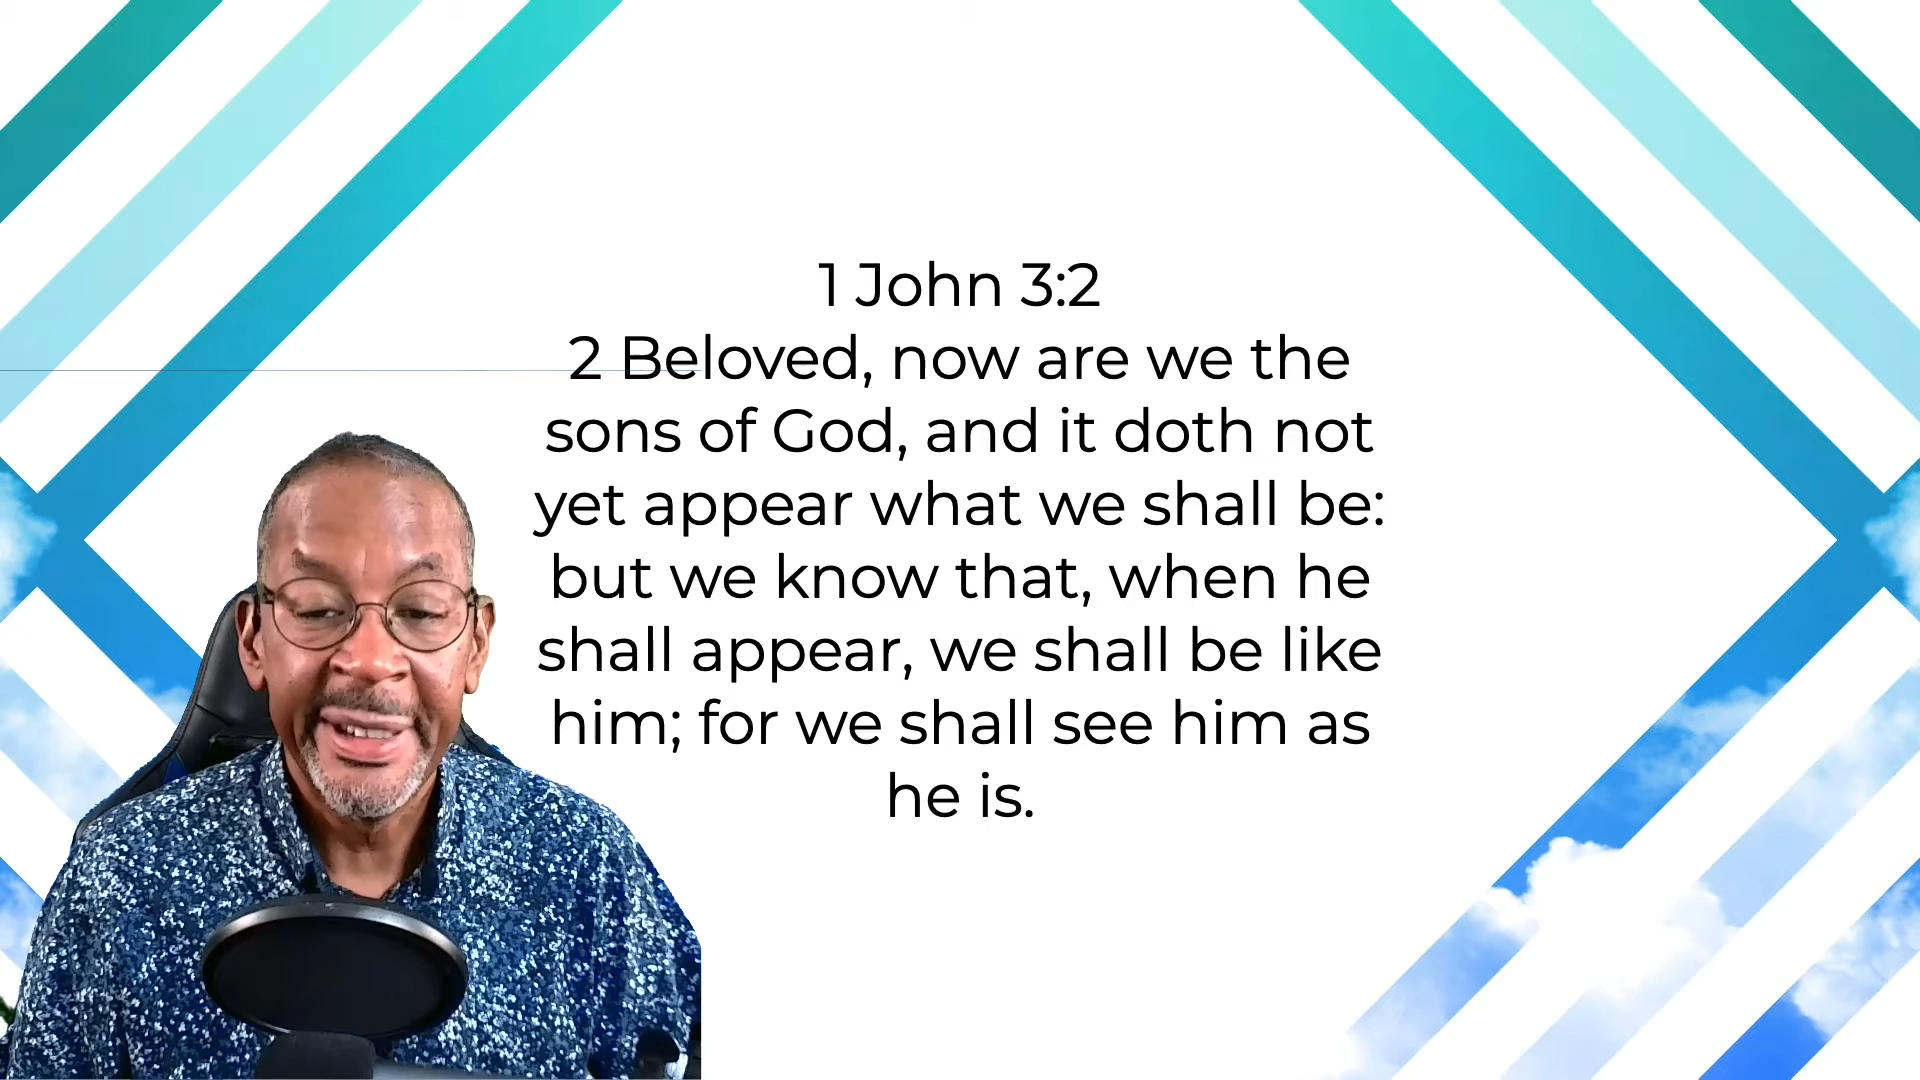 1 John 3:2
2 Beloved, now are we the
sons of God, and it doth not
yet appear what we shall be:
but we know that, when he
shall appear, we shall be like
him; for we shall see him as
he is.